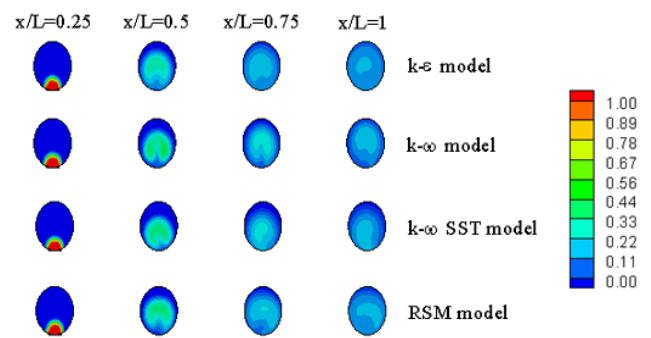 x/L=0.25 x/L=0.5 x/L=0.75 x/L=1
k-ε model
k-ω model
k-ω SST model
RSM model
1.00
0.89
0.78
0.67
0.56
0.44
0.33
0.22
0.11
0.00